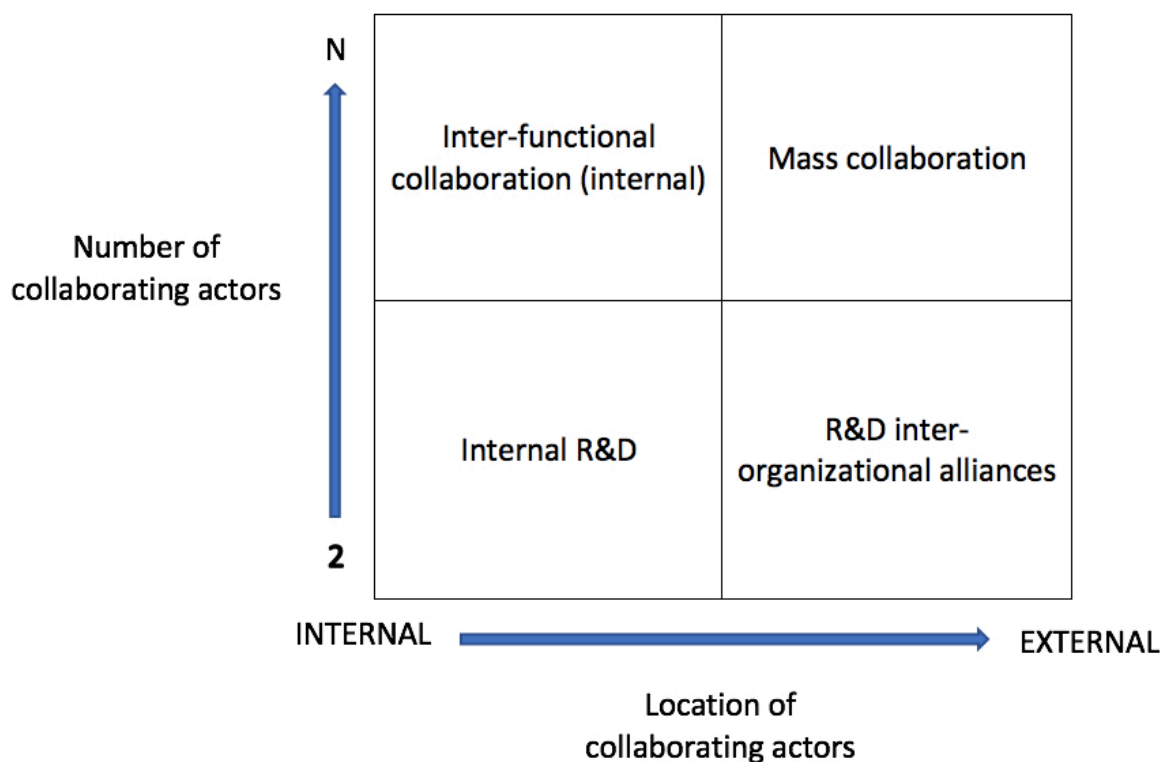 N
Inter-functional
collaboration (internal)
Mass collaboration
Number of
collaborating actors
Internal R&D
R&D inter-
organizational alliances
2
INTERNAL
EXTERNAL
Location of
collaborating actors